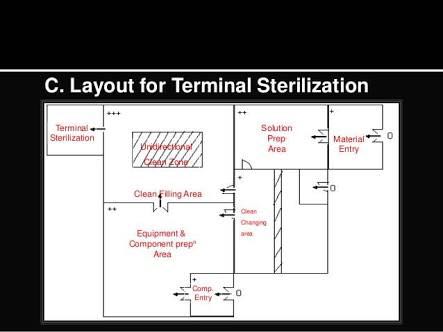 C. Layout for Terminal Sterilization
+++
++
+
Terminal
Sterilization
Unidirectional
Clean Zone
Solution
Prep
Area
Material
Entry
0
Clean Filling Area
+
0
++
Clean
Changing
area
Equipment &
Component prepⁿ
Area
+
Comp.
Entry
0